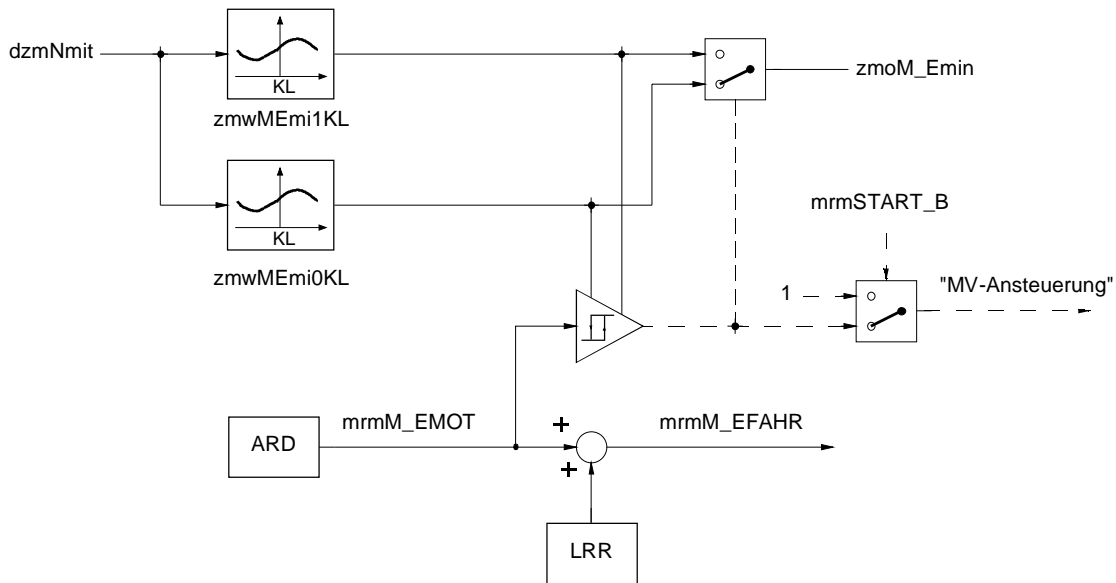 dzmNmit
KL
zmwMEmi1KL
zmoM_Emin
KL
zmwMEmi0KL
mrmSTART_B
1
"MV-Ansteuerung"
ARD
mrmM_EMOT
+
+
mrmM_EFAHR
LRR